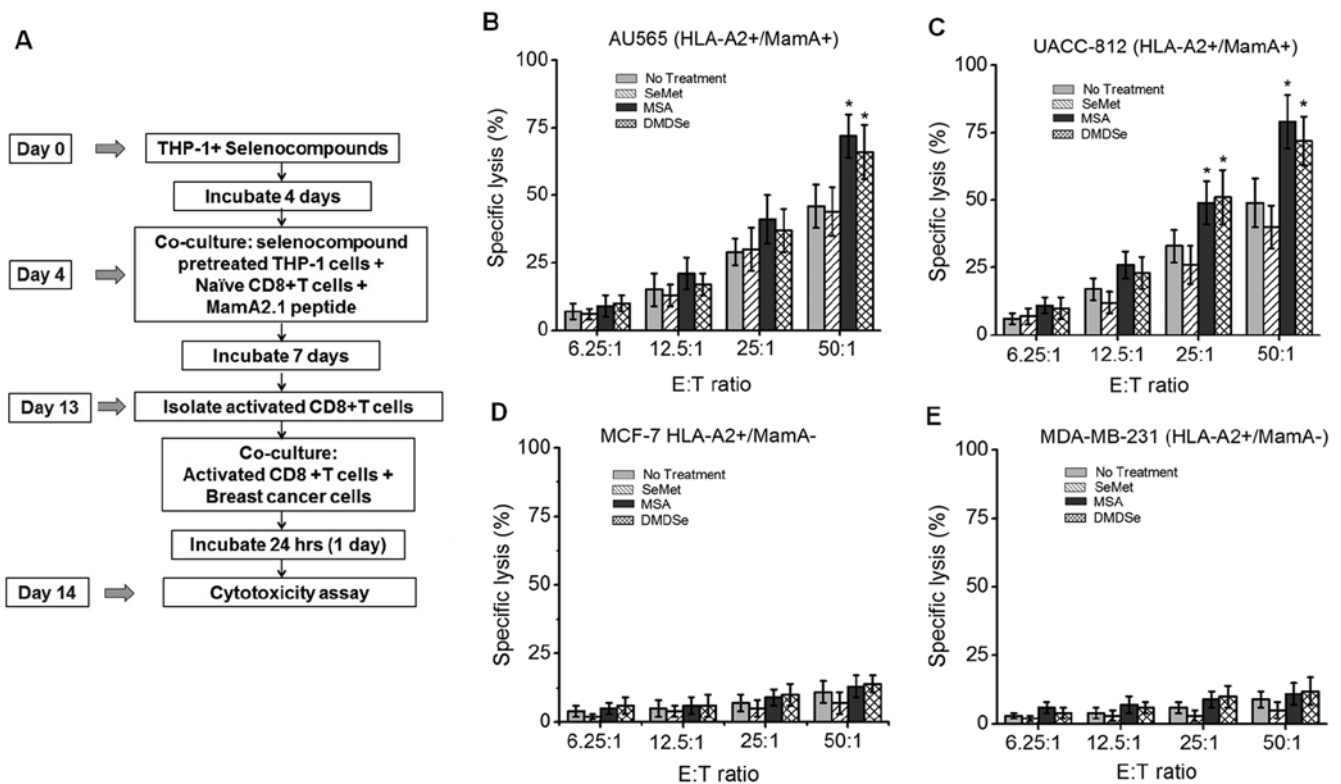 A
Day 0
THP-1+ Selenocompounds
Incubate 4 days
Day 4
Co-culture: selenocompound
pretreated THP-1 cells +
Naïve CD8+T cells +
MamA2.1 peptide
Incubate 7 days
Day 13
Isolate activated CD8+T cells
Co-culture:
Activated CD8 +T cells +
Breast cancer cells
Incubate 24 hrs (1 day)
Day 14
Cytotoxicity assay
B
AU565 (HLA-A2+/MamA+)
No Treatment
SeMet
MSA
DMDSe
* *
Specific lysis (%)
100
75
50
25
0
6.25:1 12.5:1 25:1 50:1
E:T ratio
C
UACC-812 (HLA-A2+/MamA+)
No Treatment
SeMet
MSA
DMDSe
* * * *
Specific lysis (%)
100
75
50
25
0
6.25:1 12.5:1 25:1 50:1
E:T ratio
D
MCF-7 HLA-A2+/MamA-
No Treatment
SeMet
MSA
DMDSe
Specific lysis (%)
100
75
50
25
0
6.25:1 12.5:1 25:1 50:1
E:T ratio
E
MDA-MB-231 (HLA-A2+/MamA-)
No Treatment
SeMet
MSA
DMDSe
Specific lysis (%)
100
75
50
25
0
6.25:1 12.5:1 25:1 50:1
E:T ratio